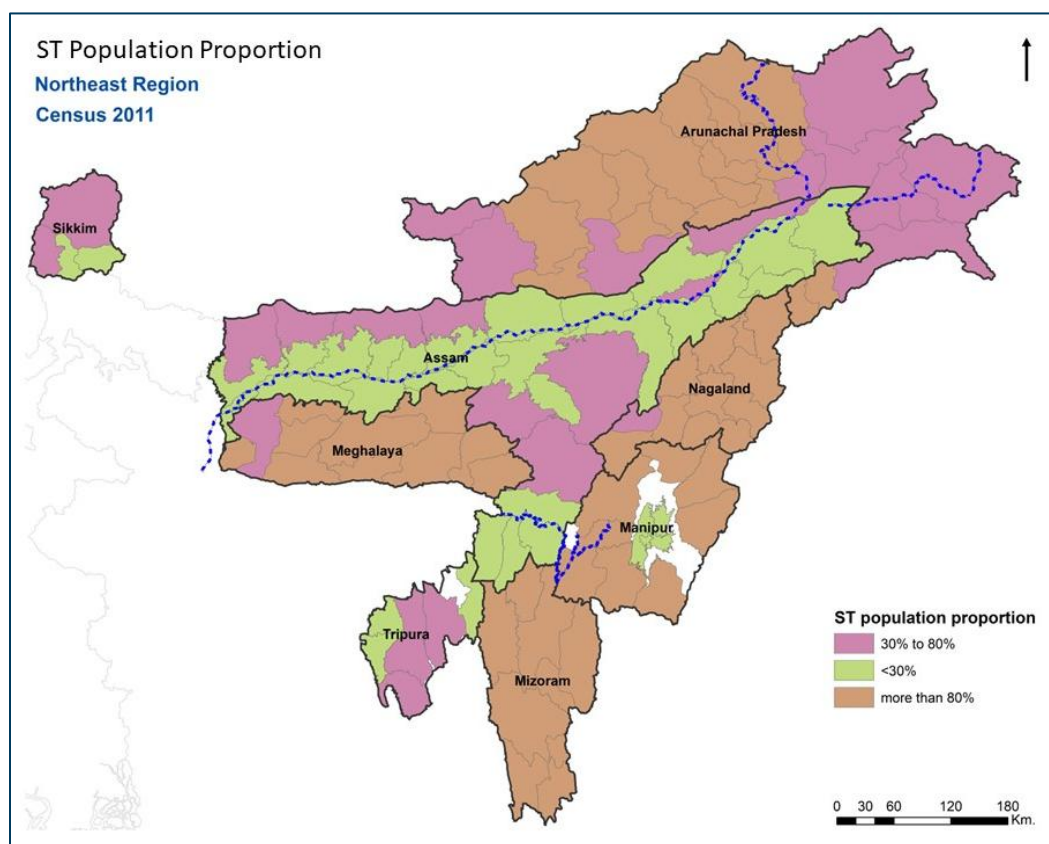 ST Population Proportion
Northeast Region
Census 2011
Arunachal Pradesh
Sikkim
Assam
Nagaland
Meghalaya
Manipur
Tripura
Mizoram
ST population proportion
30% to 80%
<30%
more than 80%
0 30 60 120 180
Km.